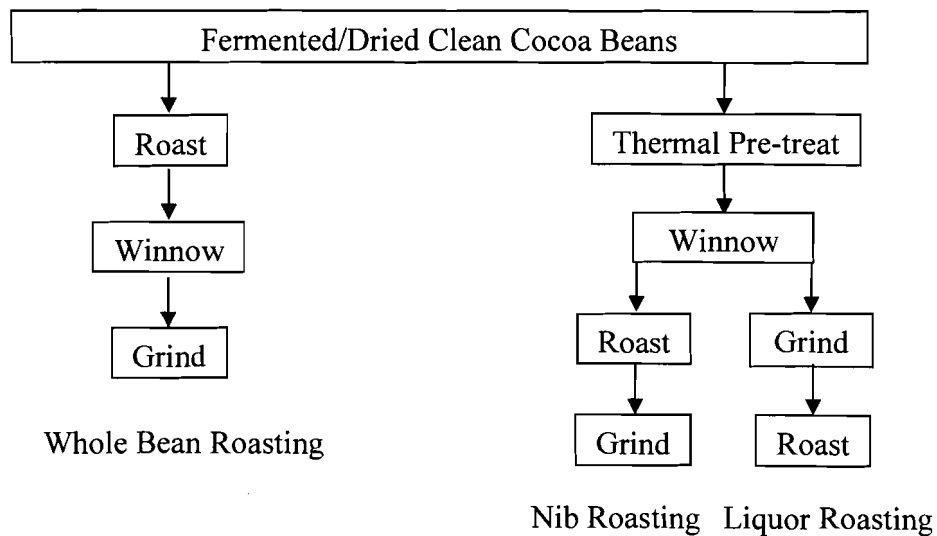 Fermented/Dried Clean Cocoa Beans
Roast
Thermal Pre-treat
Winnow
Winnow
Grind
Roast
Grind
Grind
Roast
Whole Bean Roasting
Nib Roasting
Liquor Roasting